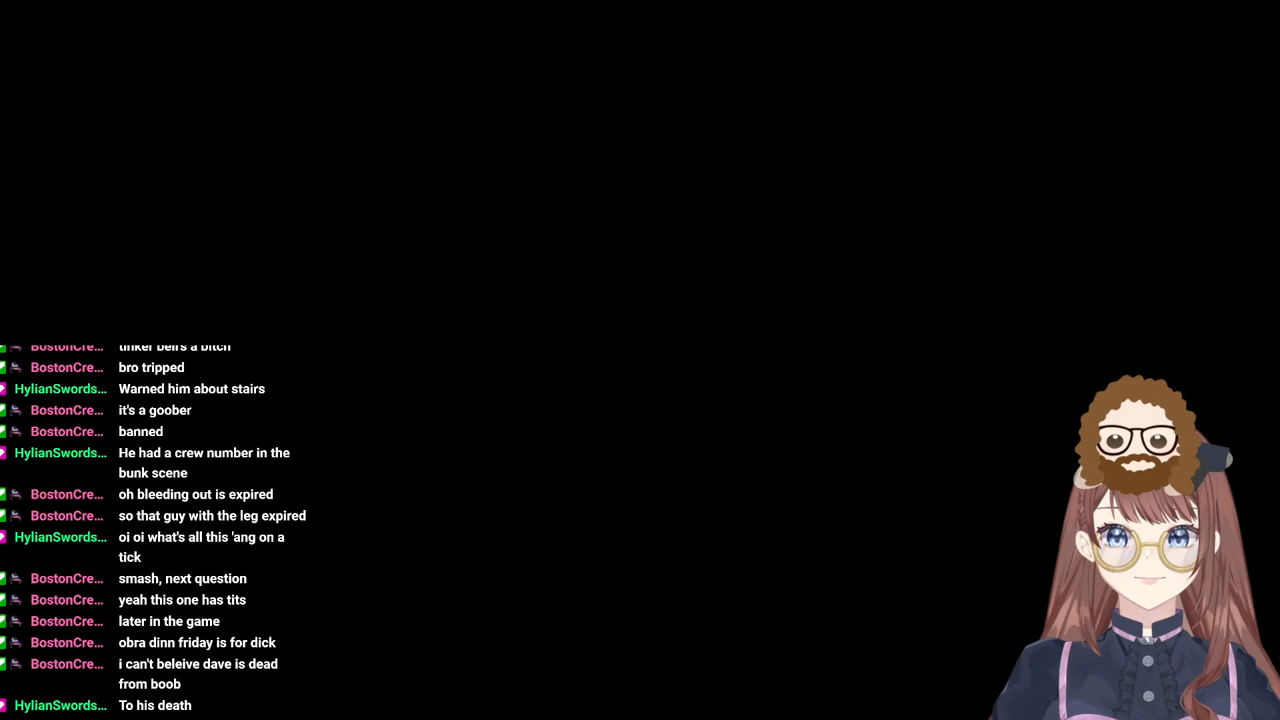 BostonCre... tinker bell's a bitch
BostonCre... bro tripped
HylianSwords... Warned him about stairs
BostonCre... it's a goober
BostonCre... banned
HylianSwords... He had a crew number in the
bunk scene
BostonCre... oh bleeding out is expired
BostonCre... so that guy with the leg expired
HylianSwords... oi oi what's all this 'ang on a
tick
BostonCre... smash, next question
BostonCre... yeah this one has tits
BostonCre... later in the game
BostonCre... obra dinn friday is for dick
BostonCre... i can't beleive dave is dead
from boob
HylianSwords... To his death